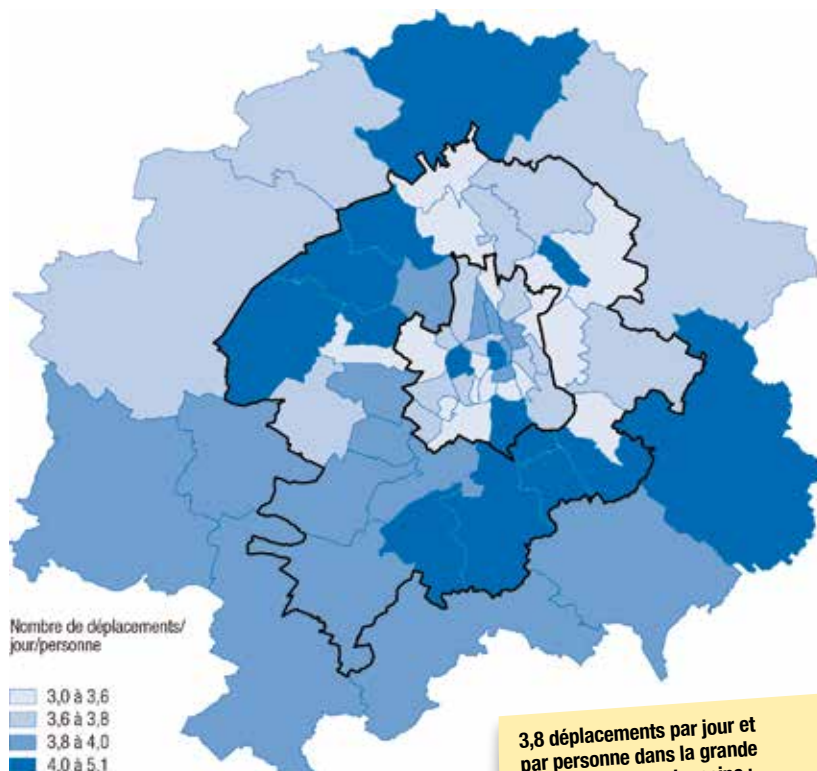 Nombre de déplacements/
jour/personne
3,0 à 3,6
3,6 à 3,8
3,8 à 4,0
4,0 à 5,1
3,8 déplacements par jour et
par personne dans la grande